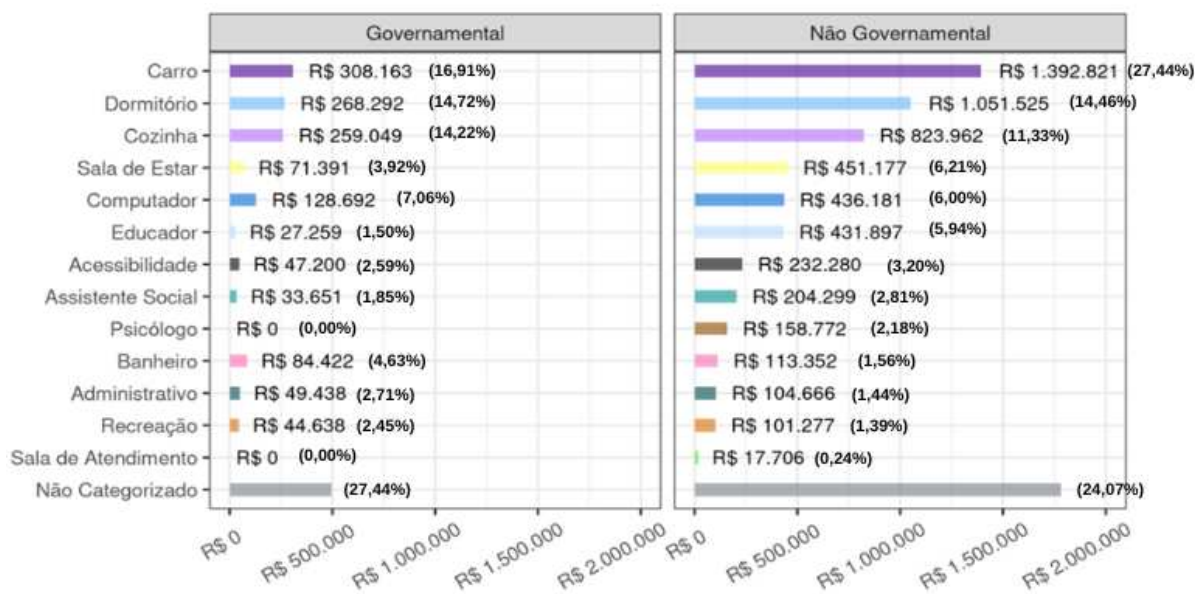 Governamental
Não Governamental
Carro R$ 308.163 (16,91%) R$ 1.392.821 (27,44%)
Dormitório R$ 268.292 (14,72%) R$ 1.051.525 (14,46%)
Cozinha R$ 259.049 (14,22%) R$ 823.962 (11,33%)
Sala de Estar R$ 71.391 (3,92%) R$ 451.177 (6,21%)
Computador R$ 128.692 (7,06%) R$ 436.181 (6,00%)
Educador R$ 27.259 (1,50%) R$ 431.897 (5,94%)
Acessibilidade R$ 47.200 (2,59%) R$ 232.280 (3,20%)
Assistente Social R$ 33.651 (1,85%) R$ 204.299 (2,81%)
Psicólogo R$ 0 (0,00%) R$ 158.772 (2,18%)
Banheiro R$ 84.422 (4,63%) R$ 113.352 (1,56%)
Administrativo R$ 49.438 (2,71%) R$ 104.666 (1,44%)
Recreação R$ 44.638 (2,45%) R$ 101.277 (1,39%)
Sala de Atendimento R$ 0 (0,00%) R$ 17.706 (0,24%)
Não Categorizado (27,44%) (24,07%)
R$ 0 R$ 500.000 R$ 1.000.000 R$ 1.500.000 R$ 2.000.000 R$ 0 R$ 500.000 R$ 1.000.000 R$ 1.500.000 R$ 2.000.000